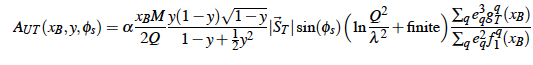 A_{UT}(x_B, y, \phi_s) = \alpha \frac{x_B M}{2Q} \frac{y(1-y)\sqrt{1-y}}{1-y+\frac{1}{2}y^2} |\vec{S}_T| \sin(\phi_s) \left( \ln \frac{Q^2}{\lambda^2} + \text{finite} \right) \frac{\sum_q e_q^3 g_T^q(x_B)}{\sum_q e_q^2 f_1^q(x_B)}